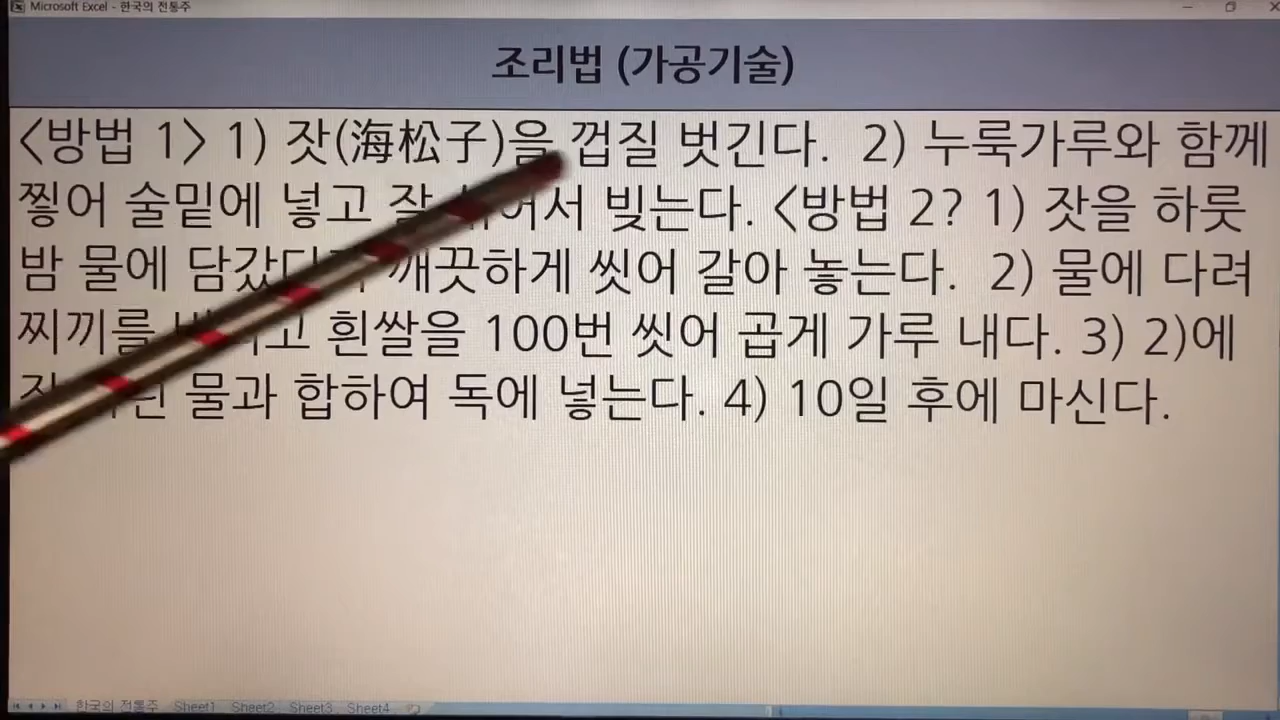 Microsoft Excel - 한국의 전통주
조리법 (가공기술)
<방법 1> 1) 잣(海松子)을 껍질 벗긴다. 2) 누룩가루와 함께
찧어 술밑에 넣고 잘 빚는다. <방법 2? 1) 잣을 하룻
밤 물에 깨끗하게 씻어 갈아 놓는다. 2) 물에 다려
찌끼를 흰쌀을 100번 씻어 곱게 가루 내다. 3) 2)에
물과 합하여 독에 넣는다. 4) 10일 후에 마신다.
한국의 전통주 Sheet1 Sheet2 Sheet3 Sheet4